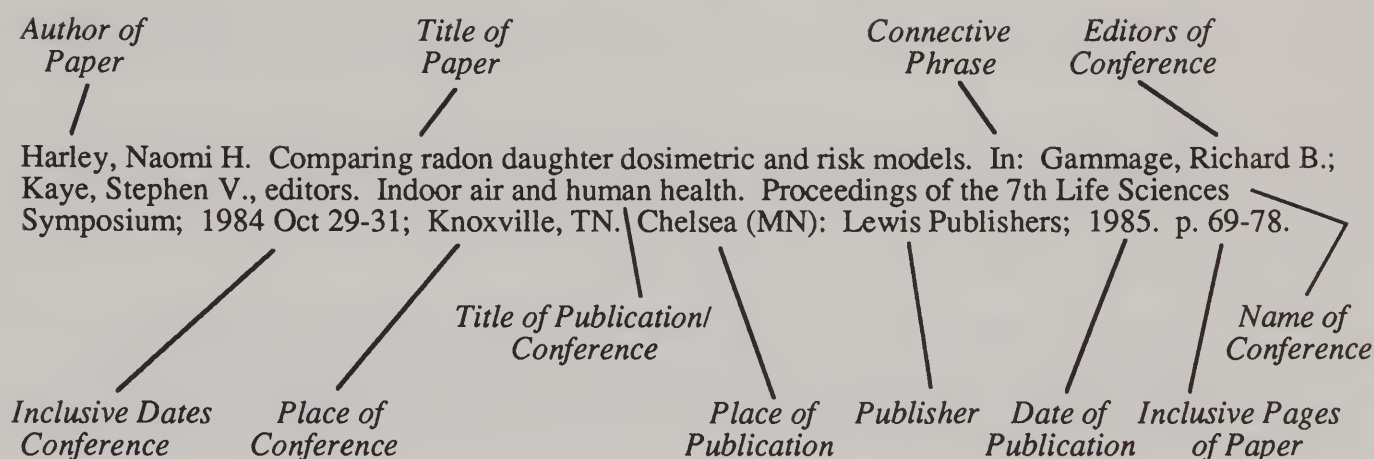 Author of Title of Connective Editors of
Paper Paper Phrase Conference
Harley, Naomi H. Comparing radon daughter dosimetric and risk models. In: Gammage, Richard B.;
Kaye, Stephen V., editors. Indoor air and human health. Proceedings of the 7th Life Sciences
Symposium; 1984 Oct 29-31; Knoxville, TN. Chelsea (MN): Lewis Publishers; 1985. p. 69-78.
Title of Publication/ Name of
Conference Conference
Inclusive Dates Place of Place of Publisher Date of Inclusive Pages
Conference Conference Publication Publication of Paper